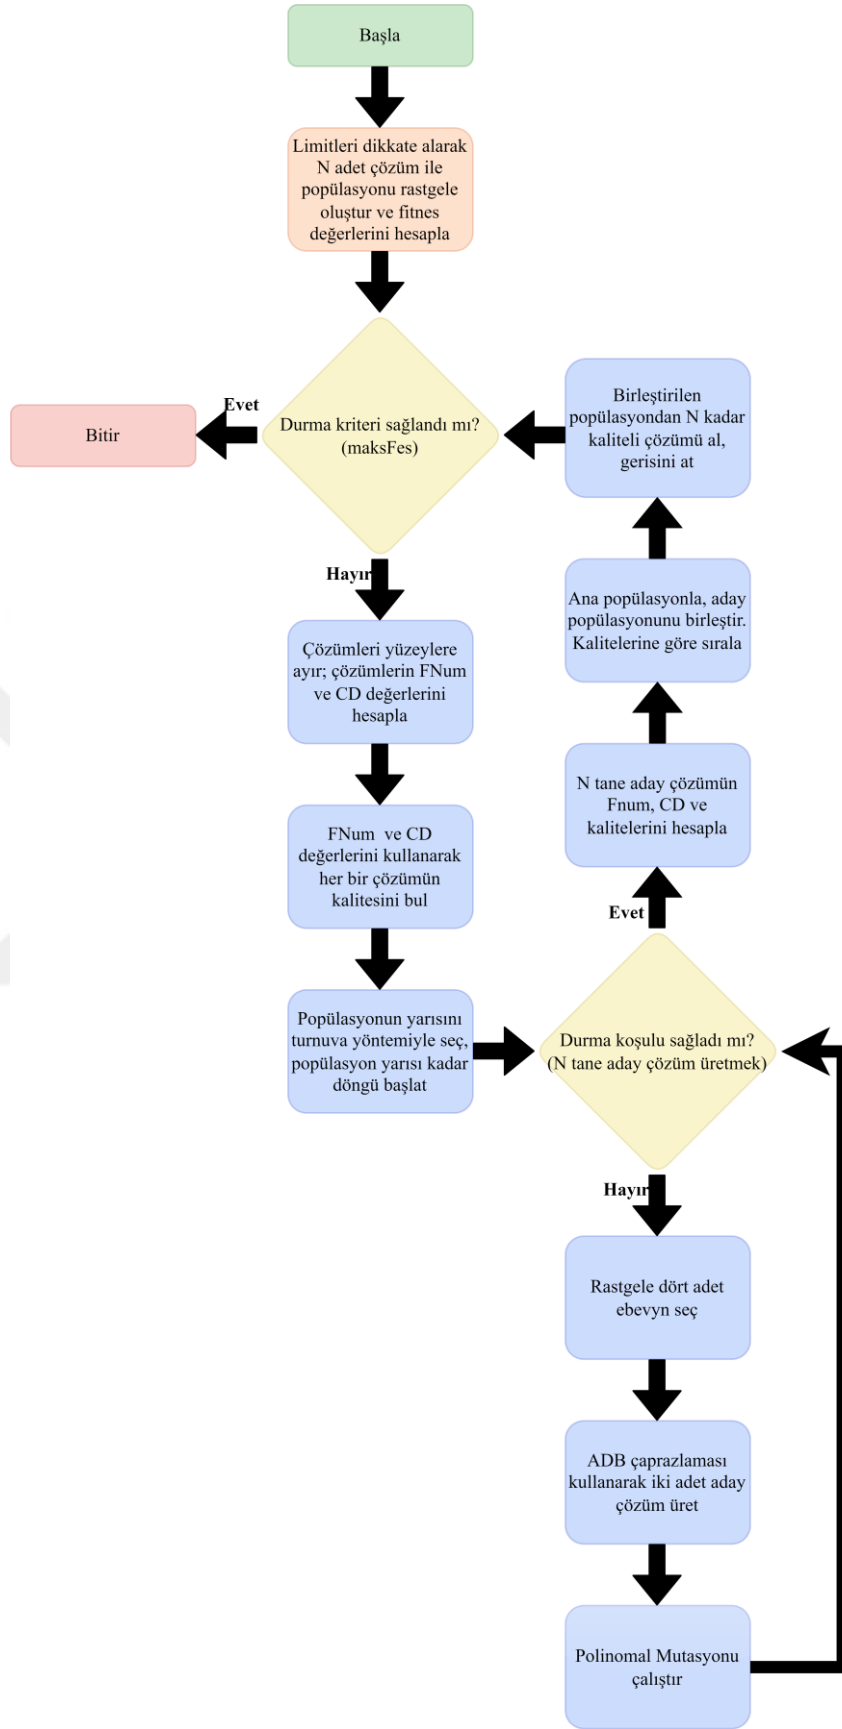 Başla
Limitleri dikkate alarak
N adet çözüm ile
popülasyonu rastgele
oluştur ve fitnes
değerlerini hesapla
Durma kriteri sağlandı mı?
(maksFes)
Evet
Bitir
Hayır
Çözümleri yüzeylere
ayır; çözümlerin FNum
ve CD değerlerini
hesapla
FNum ve CD
değerlerini kullanarak
her bir çözümün
kalitesini bul
Popülasyonun yarısını
turnuva yöntemiyle seç,
popülasyon yarısı kadar
döngü başlat
Durma koşulu sağladı mı?
(N tane aday çözüm üretmek)
Evet
N tane aday çözümün
Fnum, CD ve
kalitelerini hesapla
Ana popülasyonla, aday
popülasyonunu birleştir.
Kalitelerine göre sırala
Birleştirilen
popülasyondan N kadar
kaliteli çözümü al,
gerisini at
Hayır
Rastgele dört adet
ebevyn seç
ADB çaprazlaması
kullanarak iki adet aday
çözüm üret
Polinomal Mutasyonu
çalıştır